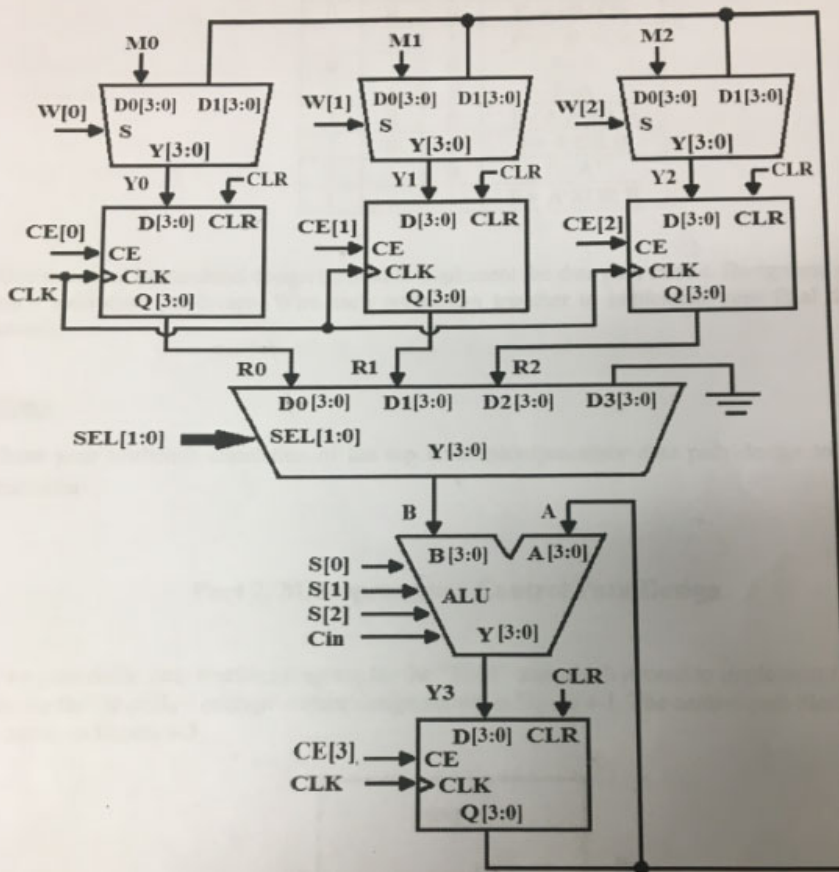 M0 M1 M2
D0[3:0] D1[3:0] D0[3:0] D1[3:0] D0[3:0] D1[3:0]
W[0] S W[1] S W[2] S
Y[3:0] Y[3:0] Y[3:0]
Y0 CLR Y1 CLR Y2 CLR
D[3:0] CLR D[3:0] CLR D[3:0] CLR
CE[0] CE CE[1] CE CE[2] CE
CLK CLK CLK CLK
Q[3:0] Q[3:0] Q[3:0]
R0 R1 R2
D0[3:0] D1[3:0] D2[3:0] D3[3:0]
SEL[1:0] SEL[1:0]
Y[3:0]
B A
B[3:0] A[3:0]
S[0]
S[1] ALU
S[2]
Cin Y[3:0]
Y3 CLR
D[3:0] CLR
CE[3] CE
CLK CLK
Q[3:0]